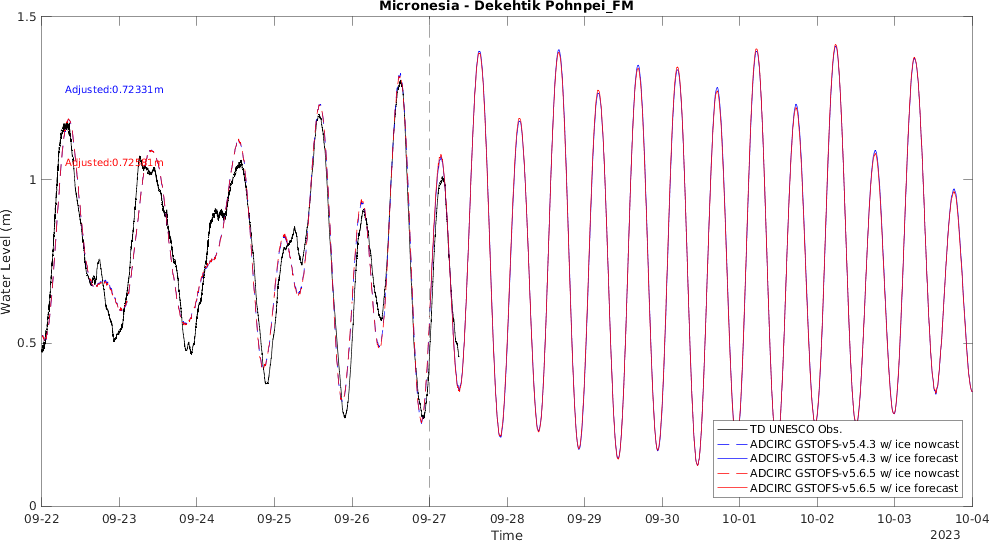 Micronesia - Dekehtik Pohnpei_FM
1.5
1
0.5
0
Water Level (m)
Adjusted:0.72331m
TD UNESCO Obs.
ADCIRC GSTOFS-v5.4.3 w/ ice nowcast
ADCIRC GSTOFS-v5.4.3 w/ ice forecast
ADCIRC GSTOFS-v5.6.5 w/ ice nowcast
ADCIRC GSTOFS-v5.6.5 w/ ice forecast
09-22 09-23 09-24 09-25 09-26 09-27 09-28 09-29 09-30 10-01 10-02 10-03 10-04
Time
2023